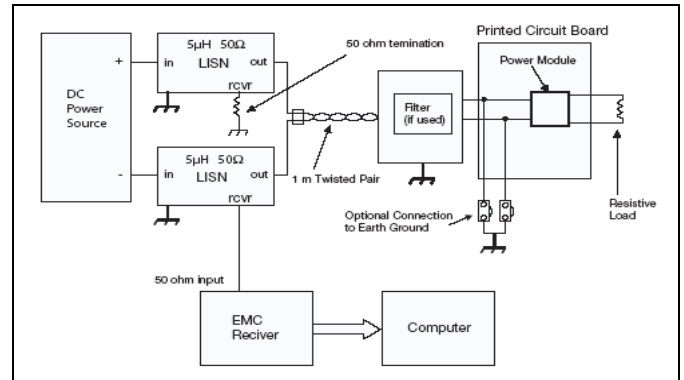 Printed Circuit Board
5µH 50Ω
LISN
in
out
rcvr
+
50 ohm temination
Power Module
DC
Power
Source
Filter
(if used)
5µH 50Ω
LISN
in
out
rcvr
-
1 m Twisted Pair
Optional Connection
to Earth Ground
Resistive
Load
50 ohm input
EMC
Reciver
Computer